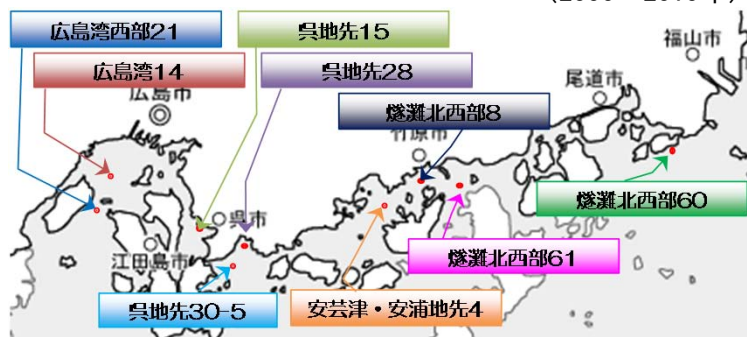 広島湾西部21
呉地先15
福山市
広島湾14
呉地先28
尾道市
広島市
燧灘北西部8
竹原市
呉市
燧灘北西部60
江田島市
燧灘北西部61
呉地先30-5
安芸津・安浦地先4